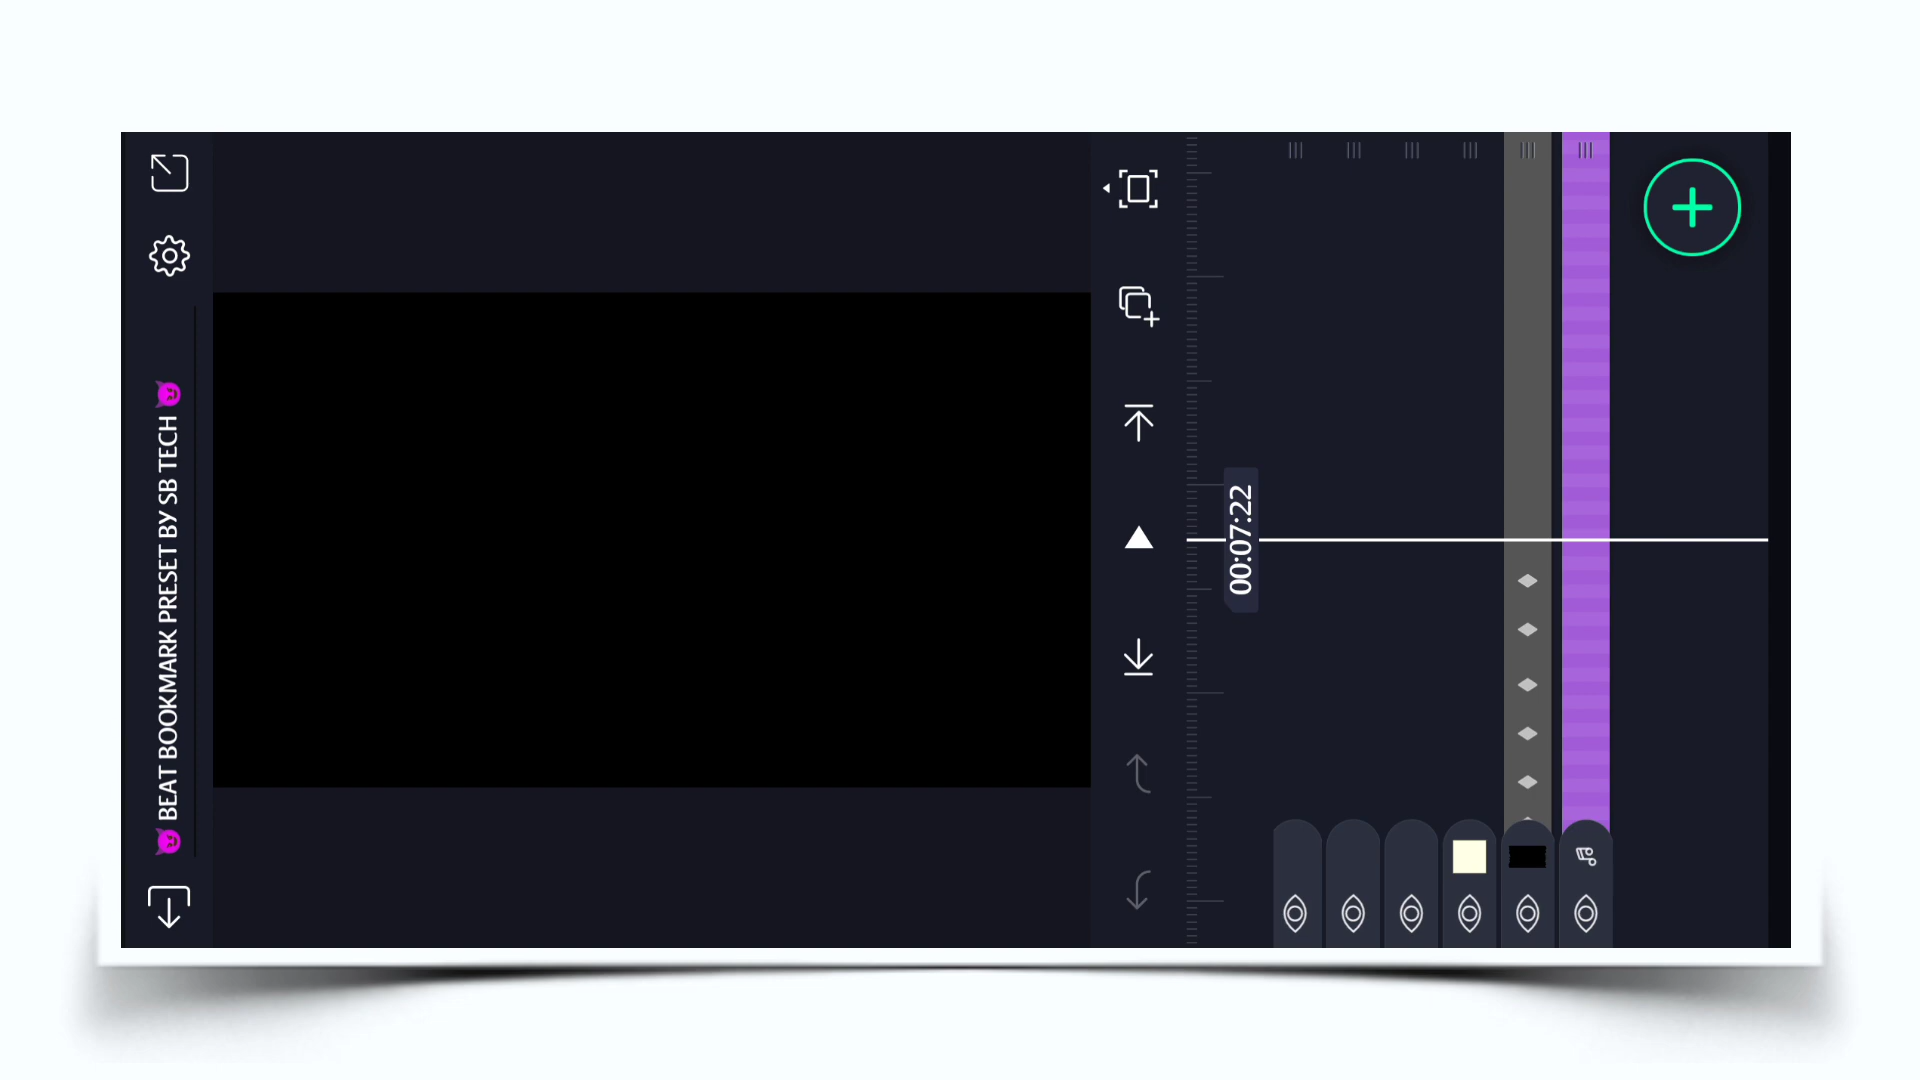 😈 BEAT BOOKMARK PRESET BY SB TECH 😈
00:07:22